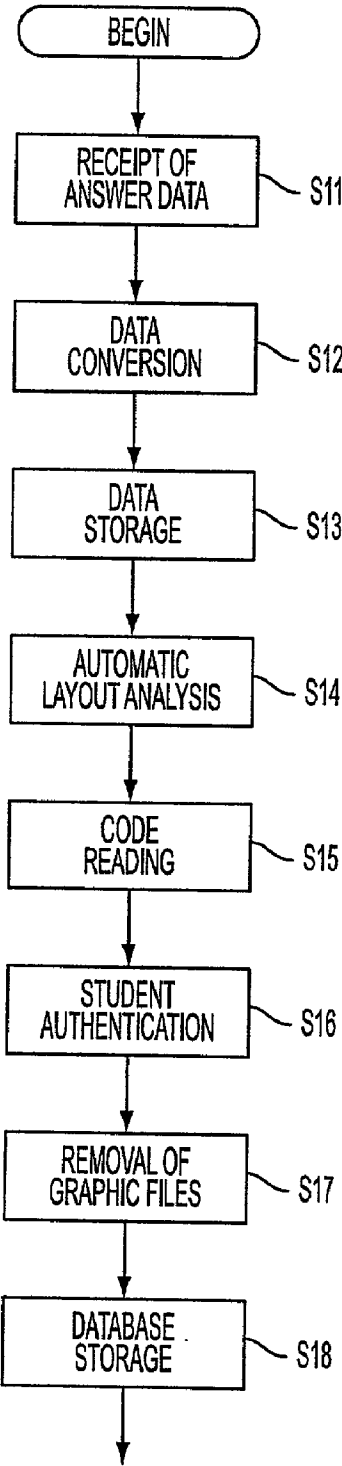 BEGIN
RECEIPT OF
ANSWER DATA
S11
DATA
CONVERSION
S12
DATA
STORAGE
S13
AUTOMATIC
LAYOUT ANALYSIS
S14
CODE
READING
S15
STUDENT
AUTHENTICATION
S16
REMOVAL OF
GRAPHIC FILES
S17
DATABASE
STORAGE
S18